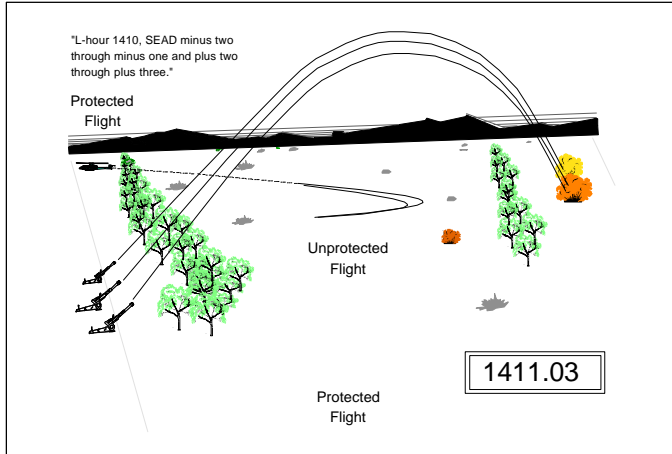 "L-hour 1410, SEAD minus two
through minus one and plus two
through plus three."
Protected
Flight
Unprotected
Flight
1411.03
Protected
Flight